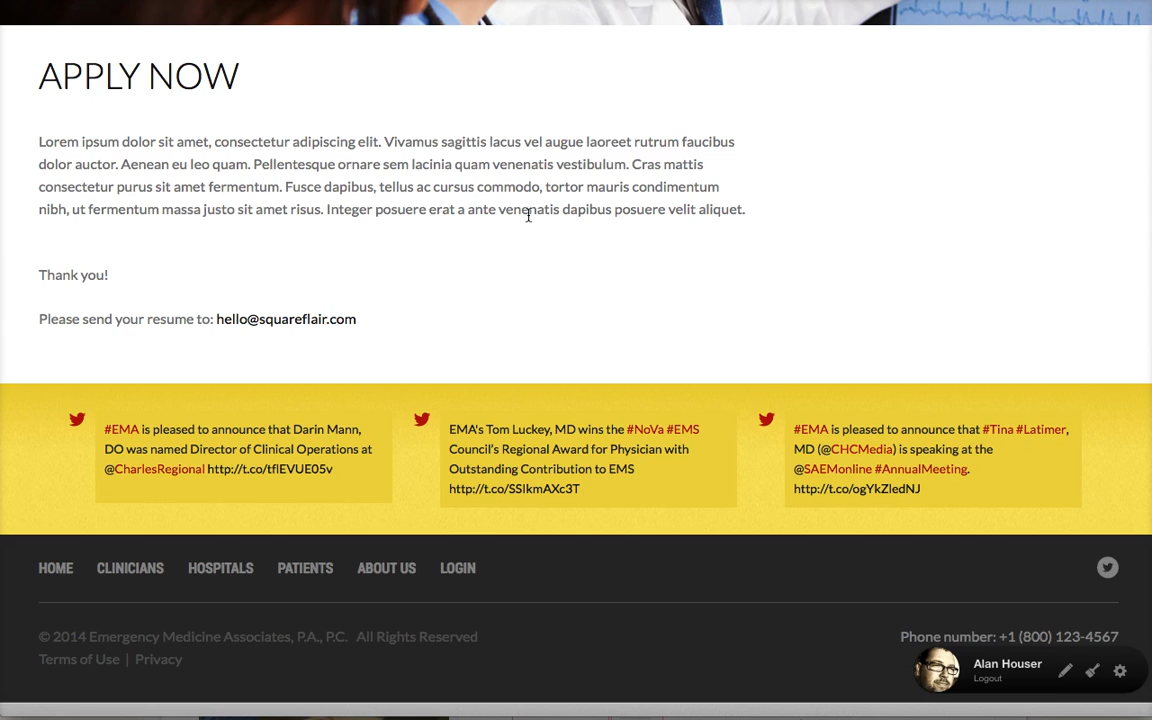 APPLY NOW
Lorem ipsum dolor sit amet, consectetur adipiscing elit. Vivamus sagittis lacus vel augue laoreet rutrum faucibus
dolor auctor. Aenean eu leo quam. Pellentesque ornare sem lacinia quam venenatis vestibulum. Cras mattis
consectetur purus sit amet fermentum. Fusce dapibus, tellus ac cursus commodo, tortor mauris condimentum
nibh, ut fermentum massa justo sit amet risus. Integer posuere erat a ante venenatis dapibus posuere velit aliquet.
Thank you!
Please send your resume to: hello@squareflair.com
#EMA is pleased to announce that Darin Mann,
DO was named Director of Clinical Operations at
@CharlesRegional http://t.co/tflEVUE05v
EMA's Tom Luckey, MD wins the #NoVa #EMS
Council's Regional Award for Physician with
Outstanding Contribution to EMS
http://t.co/SSIkmAXc3T
#EMA is pleased to announce that #Tina #Latimer,
MD (@CHCMedia) is speaking at the
@SAEMonline #AnnualMeeting.
http://t.co/ogYkZledNJ
HOME CLINICIANS HOSPITALS PATIENTS ABOUT US LOGIN
© 2014 Emergency Medicine Associates, P.A., P.C. All Rights Reserved
Terms of Use | Privacy
Phone number: +1 (800) 123-4567
Alan Houser
Logout